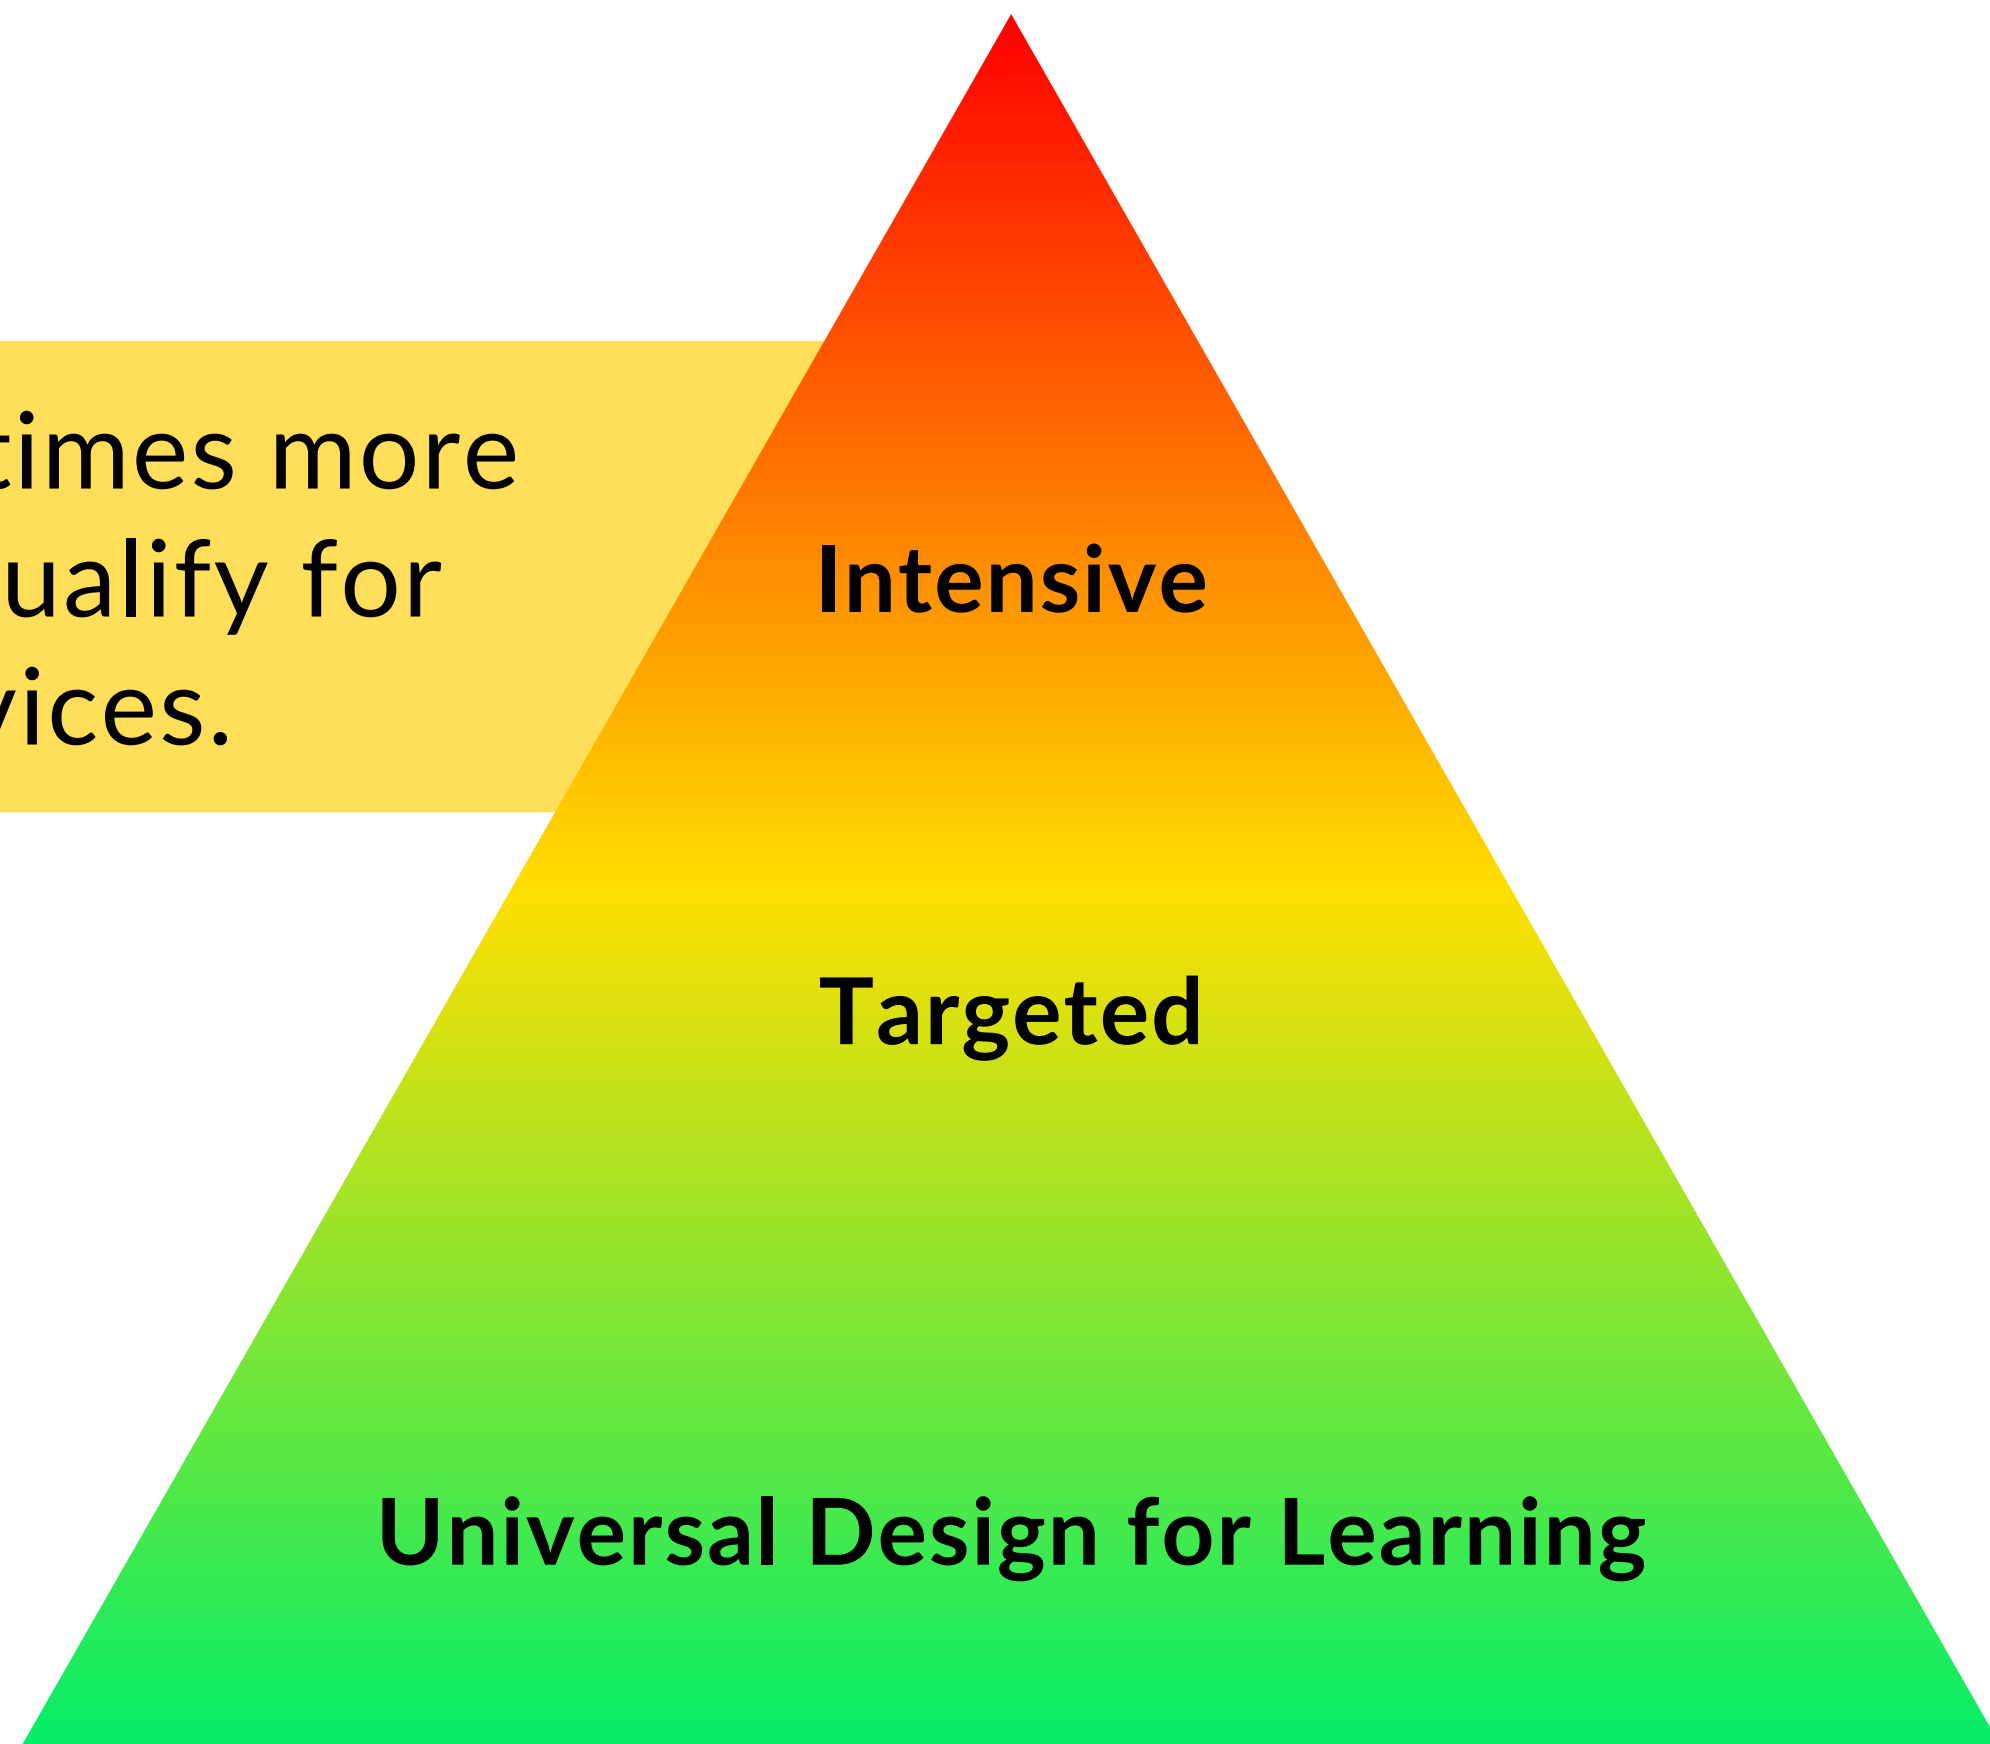 times more
ualify for
vices.
Intensive
Targeted
Universal Design for Learning